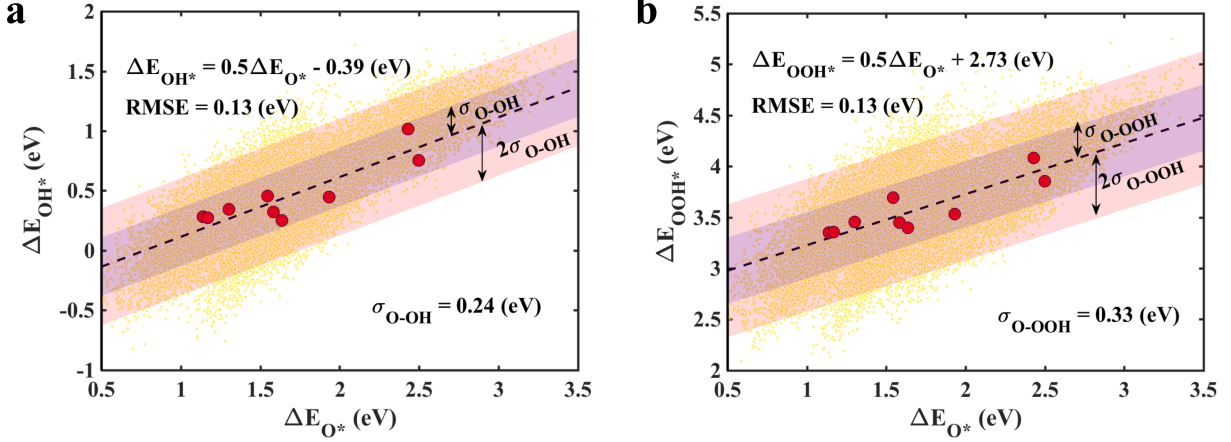 a
ΔE_OH* = 0.5ΔE_O* - 0.39 (eV)
RMSE = 0.13 (eV)
σ_O-OH
2σ_O-OH
σ_O-OH = 0.24 (eV)
2
1.5
1
0.5
0
-0.5
-1
0.5 1 1.5 2 2.5 3 3.5
ΔE_OH* (eV)
ΔE_O* (eV)
b
ΔE_OOH* = 0.5ΔE_O* + 2.73 (eV)
RMSE = 0.13 (eV)
σ_O-OOH
2σ_O-OOH
σ_O-OOH = 0.33 (eV)
5.5
5
4.5
4
3.5
3
2.5
2
0.5 1 1.5 2 2.5 3 3.5
ΔE_OOH* (eV)
ΔE_O* (eV)